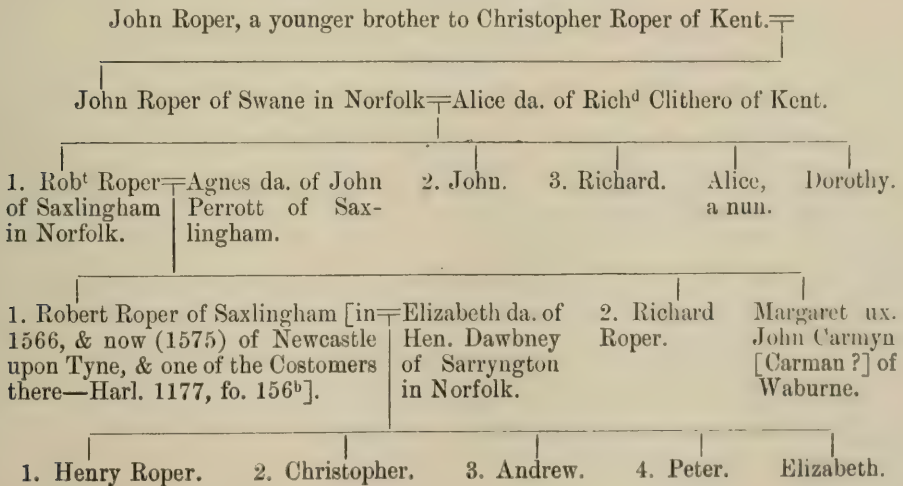 John Roper, a younger brother to Christopher Roper of Kent.
John Roper of Swane in Norfolk=Alice da. of Richᵈ Clithero of Kent.
1. Robᵗ Roper=Agnes da. of John 2. John. 3. Richard. Alice, Dorothy.
of Saxlingham Perrott of Sax- a nun.
in Norfolk. lingham.
1. Robert Roper of Saxlingham [in=Elizabeth da. of 2. Richard Margaret ux.
1566, & now (1575) of Newcastle Hen. Dawbney Roper. John Carmyn
upon Tyne, & one of the Costomers of Sarryngton [Carman ?] of
there—Harl. 1177, fo. 156ᵇ]. in Norfolk. Waburne.
1. Henry Roper. 2. Christopher. 3. Andrew. 4. Peter. Elizabeth.